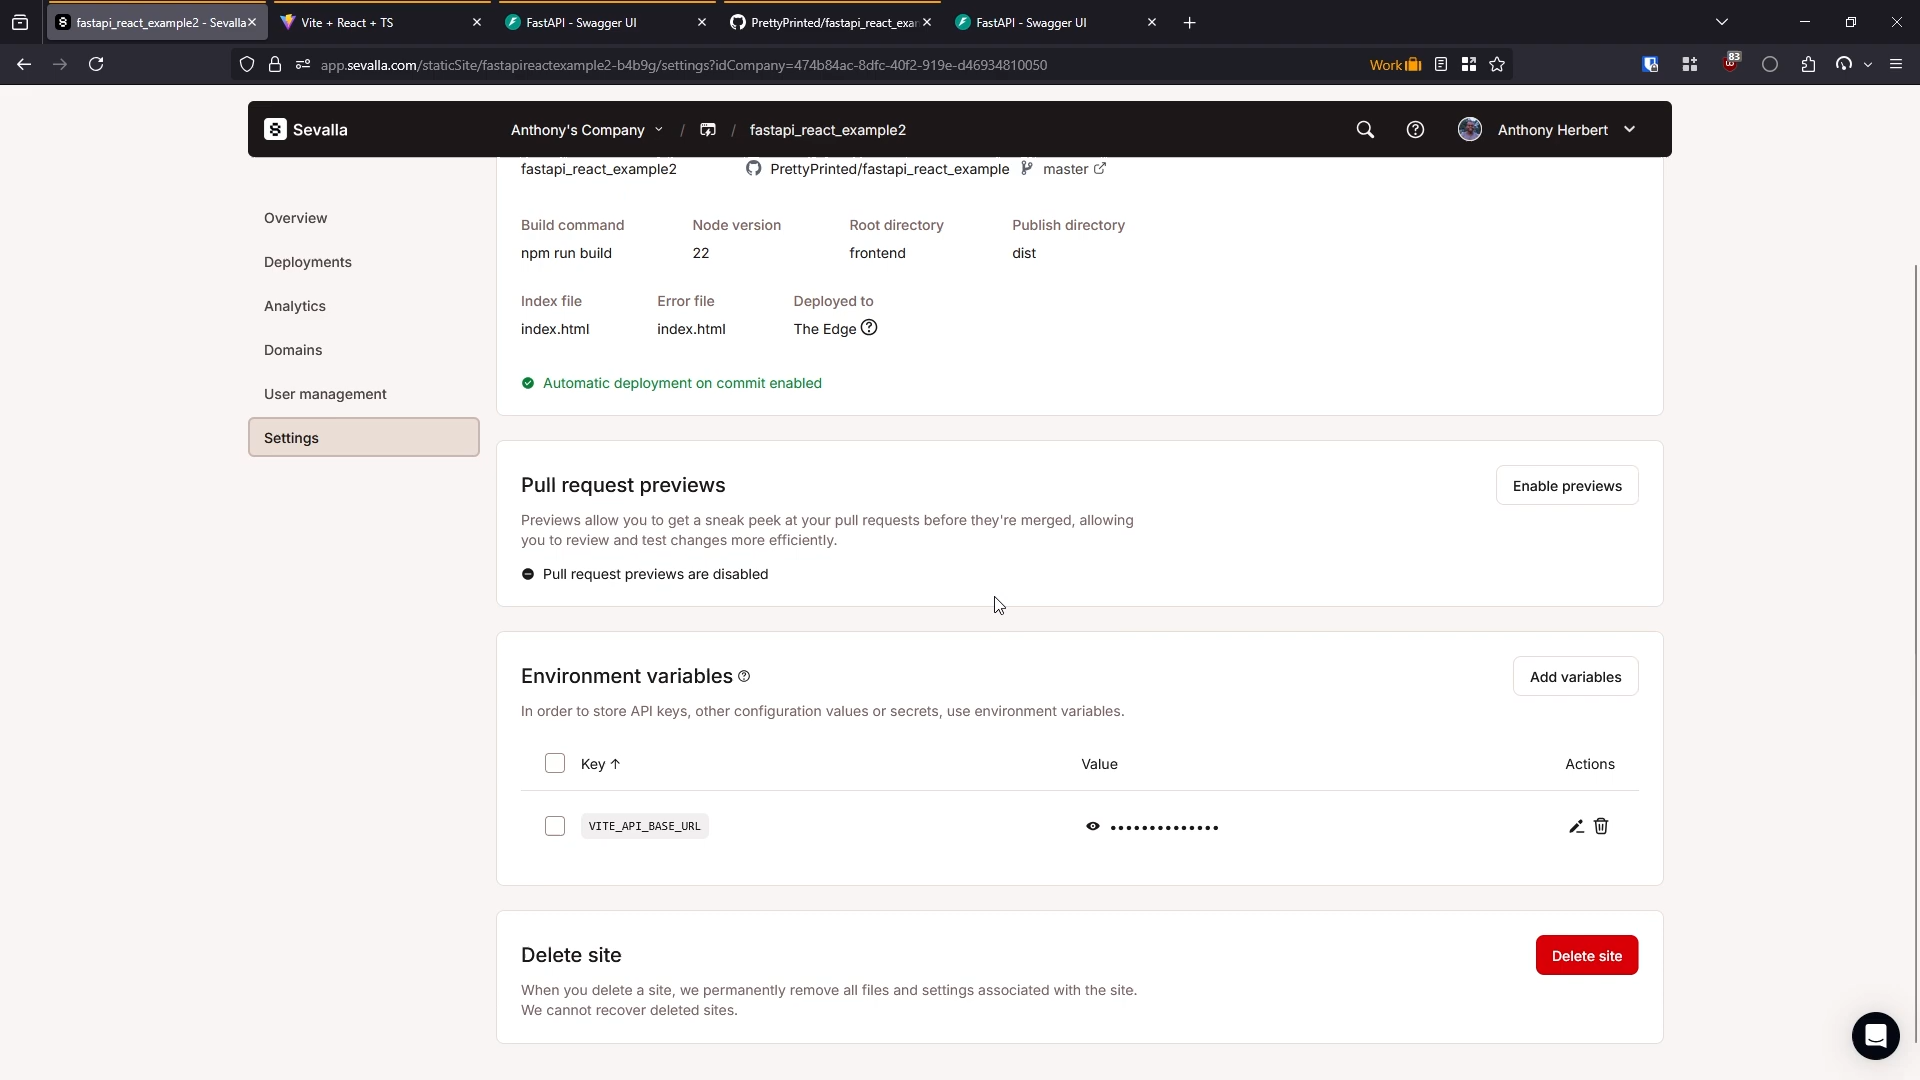 fastapi_react_example2 - Sevalla
Vite + React + TS
FastAPI - Swagger UI
PrettyPrinted/fastapi_react_exar
FastAPI - Swagger UI
app.sevalla.com/staticSite/fastapireactexample2-b4b9g/settings?idCompany=474b84ac-8dfc-40f2-919e-d46934810050
Work
83
Sevalla
Anthony's Company / / fastapi_react_example2
Anthony Herbert
fastapi_react_example2
PrettyPrinted/fastapi_react_example
master
Overview
Deployments
Analytics
Domains
User management
Settings
Build command
Node version
Root directory
Publish directory
npm run build
22
frontend
dist
Index file
Error file
Deployed to
index.html
index.html
The Edge
Automatic deployment on commit enabled
Pull request previews
Enable previews
Previews allow you to get a sneak peek at your pull requests before they're merged, allowing
you to review and test changes more efficiently.
Pull request previews are disabled
Environment variables
Add variables
In order to store API keys, other configuration values or secrets, use environment variables.
Key ↑
Value
Actions
VITE_API_BASE_URL
••••••••••••••
Delete site
Delete site
When you delete a site, we permanently remove all files and settings associated with the site.
We cannot recover deleted sites.